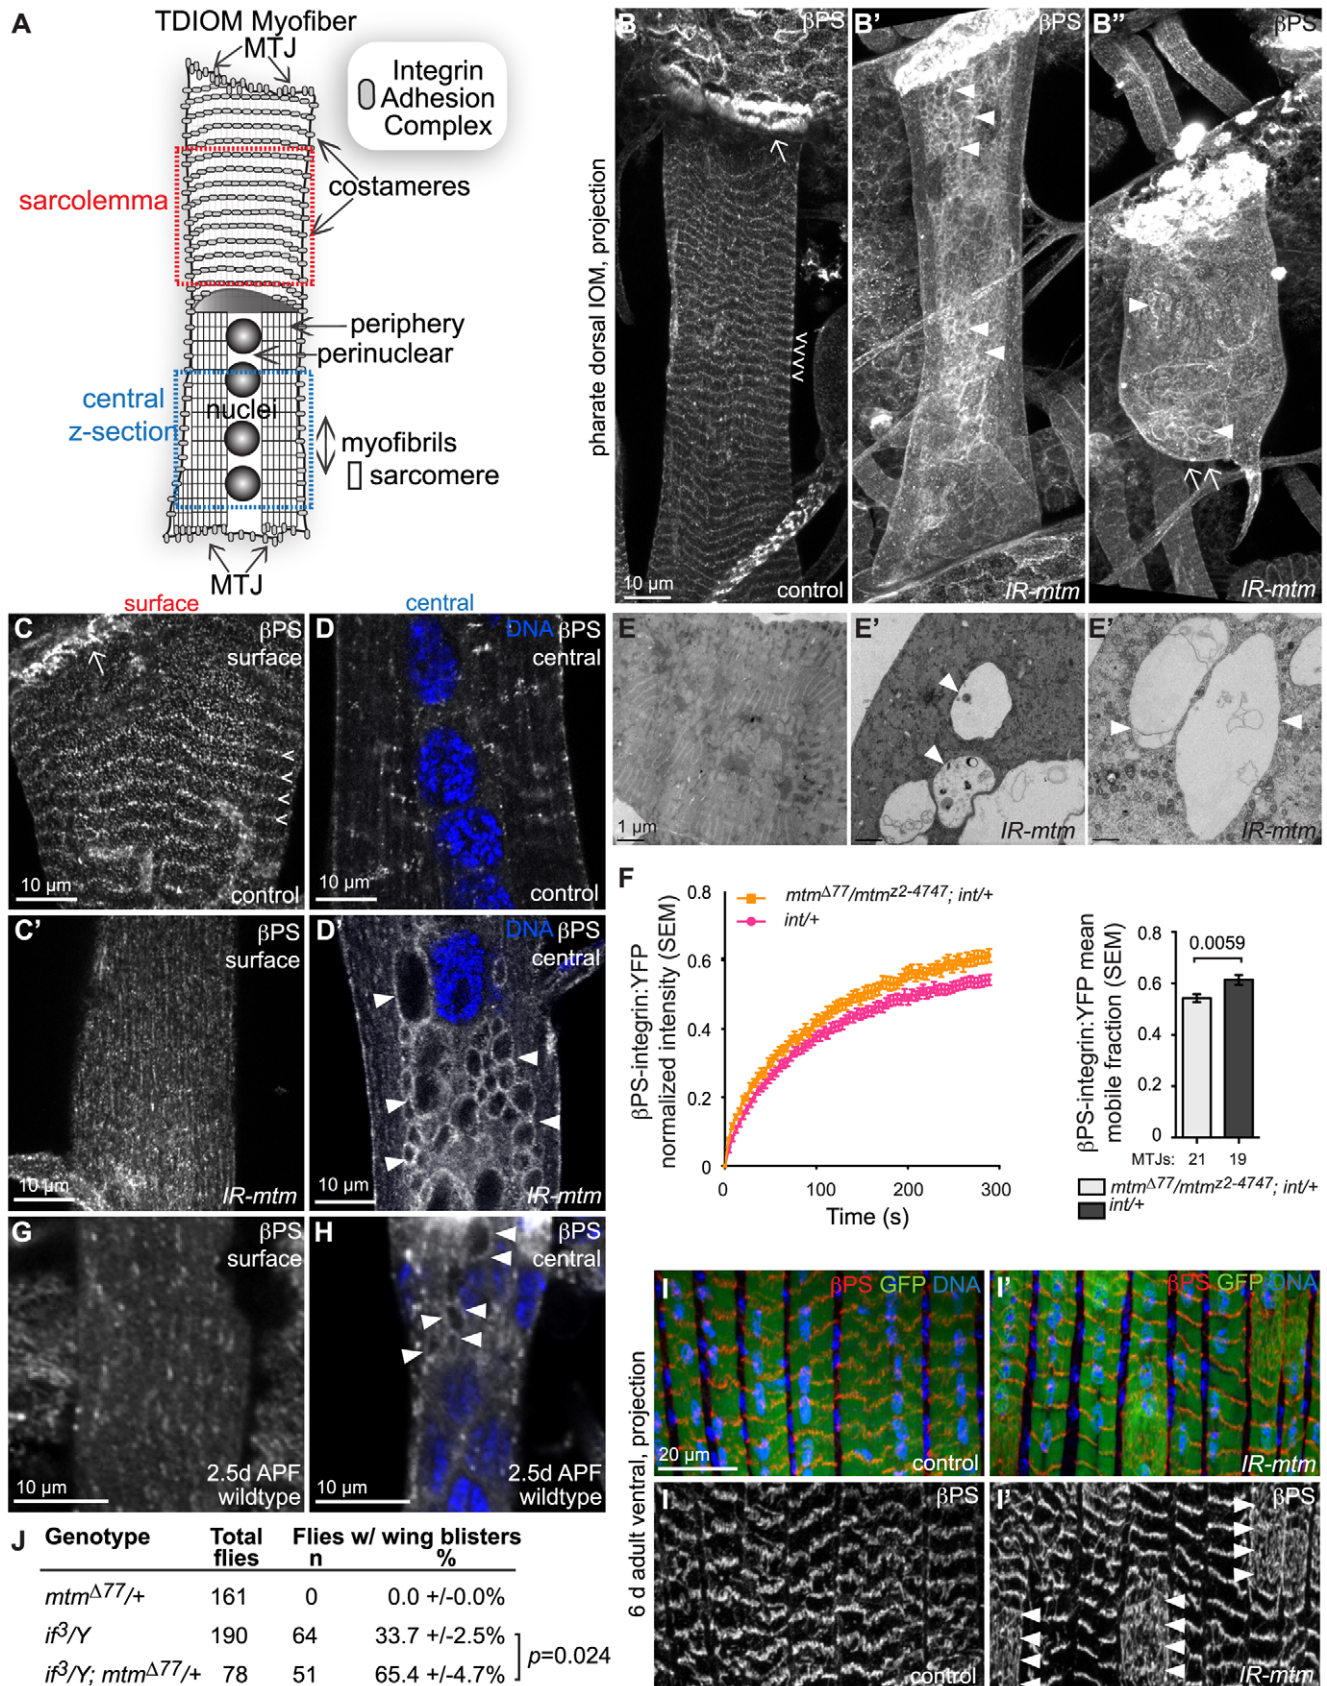 A
TDIOM Myofiber
MTJ
Integrin
Adhesion
Complex
costameres
sarcolemma
periphery
perinuclear
central
z-section
nuclei
myofibrils
sarcomere
MTJ
pharate dorsal IOM, projection
B
βPS
10 µm
control
B'
βPS
IR-mtm
B"
βPS
IR-mtm
surface
central
C
βPS
surface
10 µm
control
D
DNA βPS
central
10 µm
control
E
1 µm
E'
IR-mtm
E'
IR-mtm
C'
βPS
surface
10 µm
IR-mtm
D'
DNA βPS
central
10 µm
IR-mtm
F
βPS-integrin:YFP
normalized intensity (SEM)
0.8
0.6
0.4
0.2
0
0
100
200
300
Time (s)
mtmΔ77/mtmz2-4747; int/+
int/+
βPS-integrin:YFP mean
mobile fraction (SEM)
0.8
0.6
0.4
0.2
0
0.0059
MTJs: 21 19
mtmΔ77/mtmz2-4747; int/+
int/+
G
βPS
surface
10 µm
2.5d APF
wildtype
H
βPS
central
10 µm
2.5d APF
wildtype
6 d adult ventral, projection
I
βPS GFP DNA
20 µm
control
I'
βPS GFP DNA
IR-mtm
I
βPS
control
I'
βPS
IR-mtm
J
Genotype Total flies Flies w/ wing blisters
n %
mtmΔ77/+ 161 0 0.0 +/-0.0%
if3/Y 190 64 33.7 +/-2.5%
if3/Y; mtmΔ77/+ 78 51 65.4 +/-4.7%
p=0.024